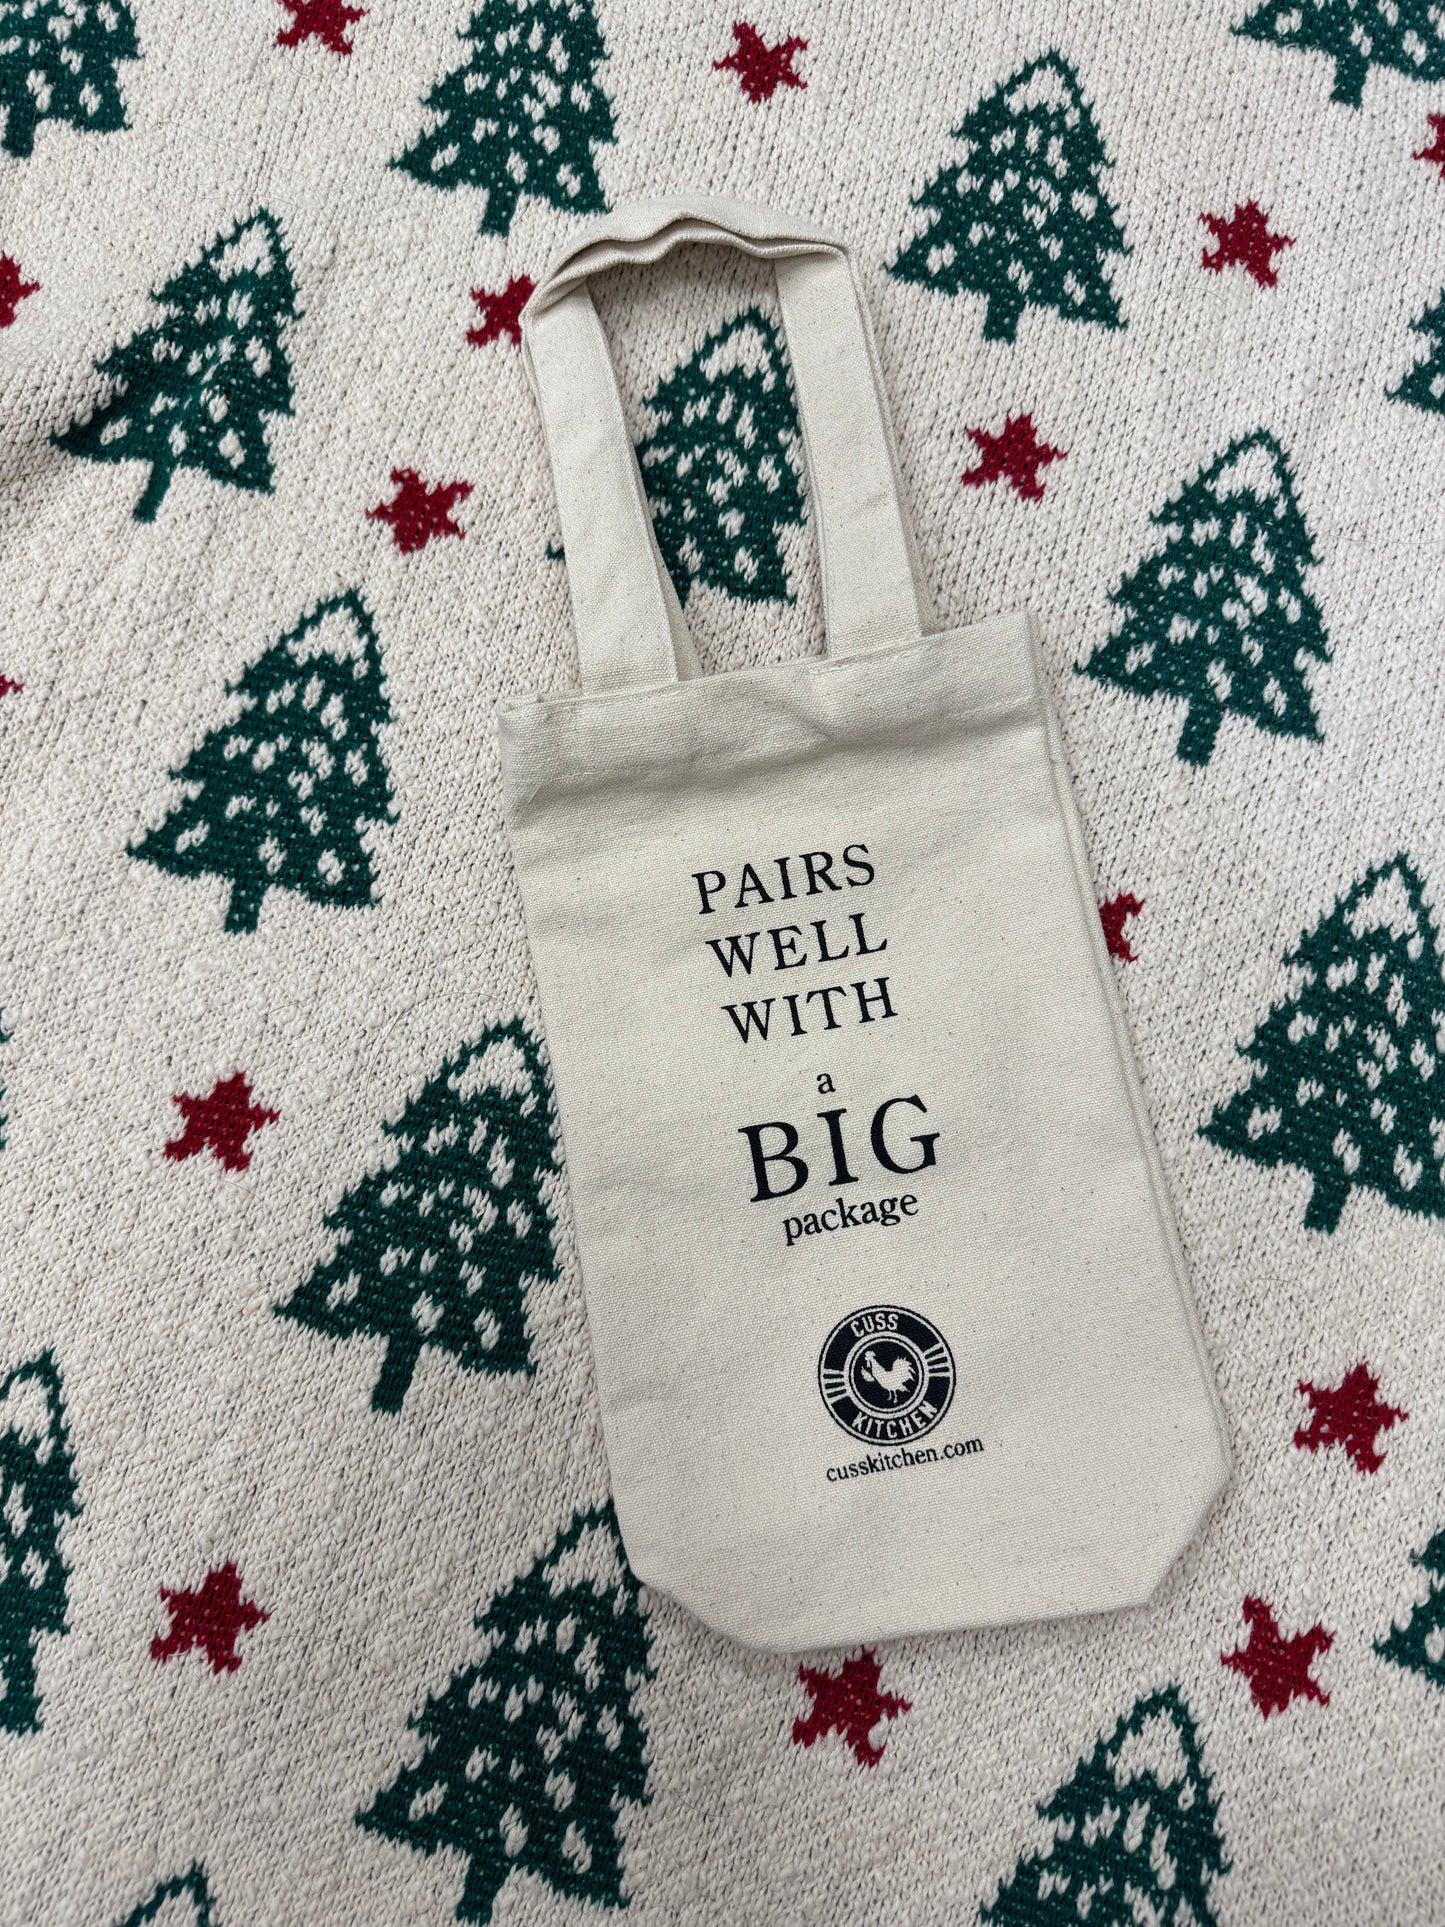 PAIRS
WELL
WITH
a
BIG
package
CUSS
KITCHEN
cusskitchen.com